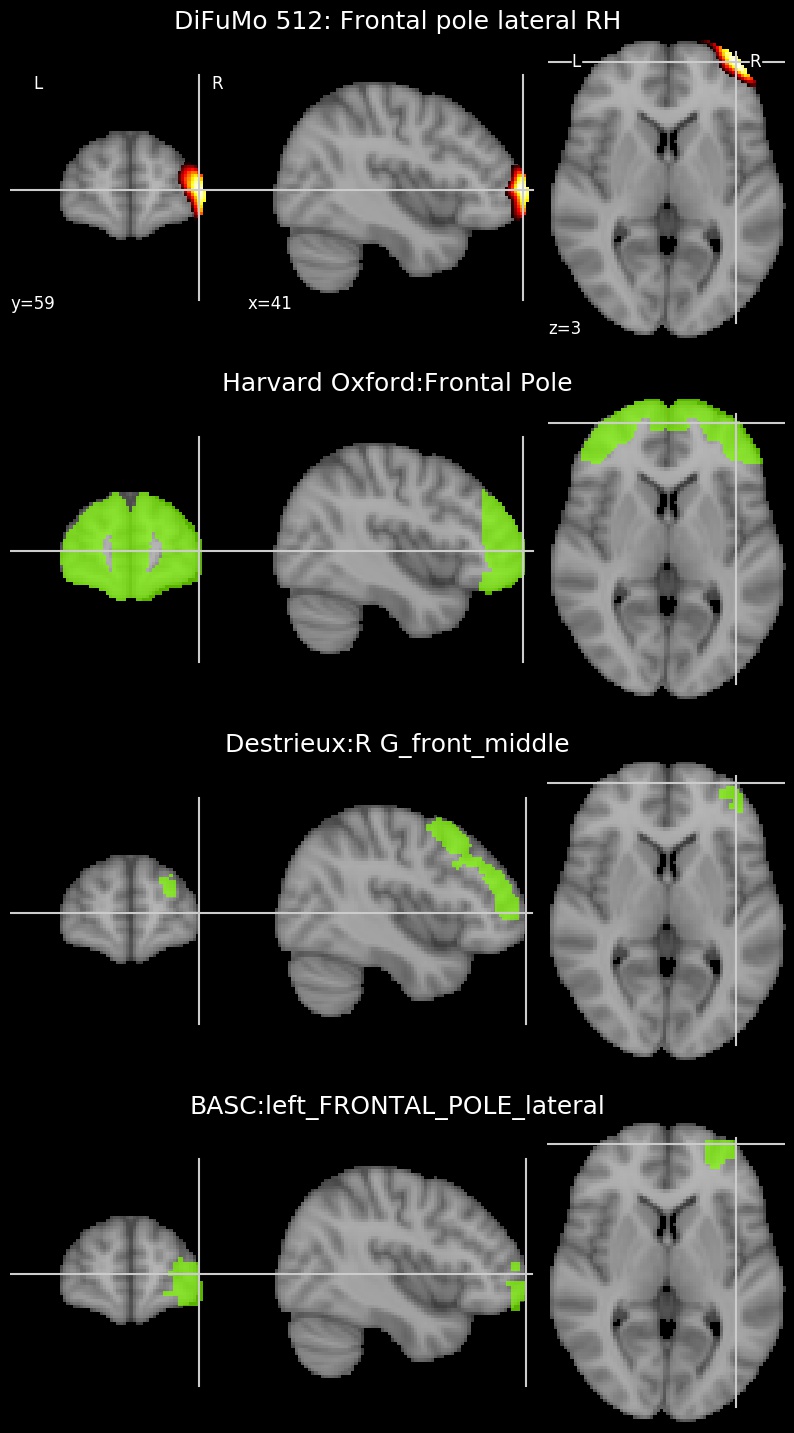 DiFuMo 512: Frontal pole lateral RH
L R L R
y=59 x=41 z=3
Harvard Oxford:Frontal Pole
Destrieux:R G_front_middle
BASC:left_FRONTAL_POLE_lateral